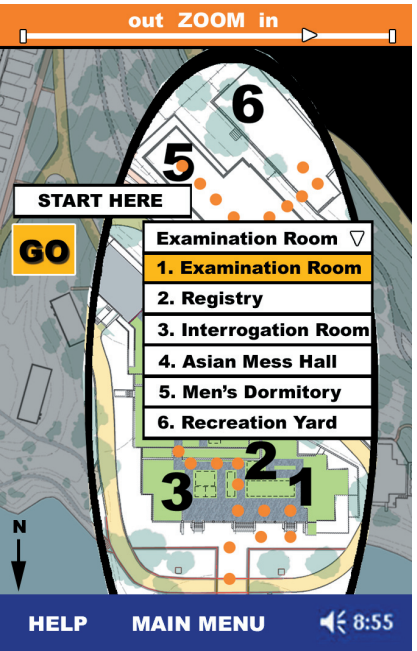 out ZOOM in
6
5
START HERE
GO
Examination Room
1. Examination Room
2. Registry
3. Interrogation Room
4. Asian Mess Hall
5. Men's Dormitory
6. Recreation Yard
2
3
1
N
HELP MAIN MENU 8:55